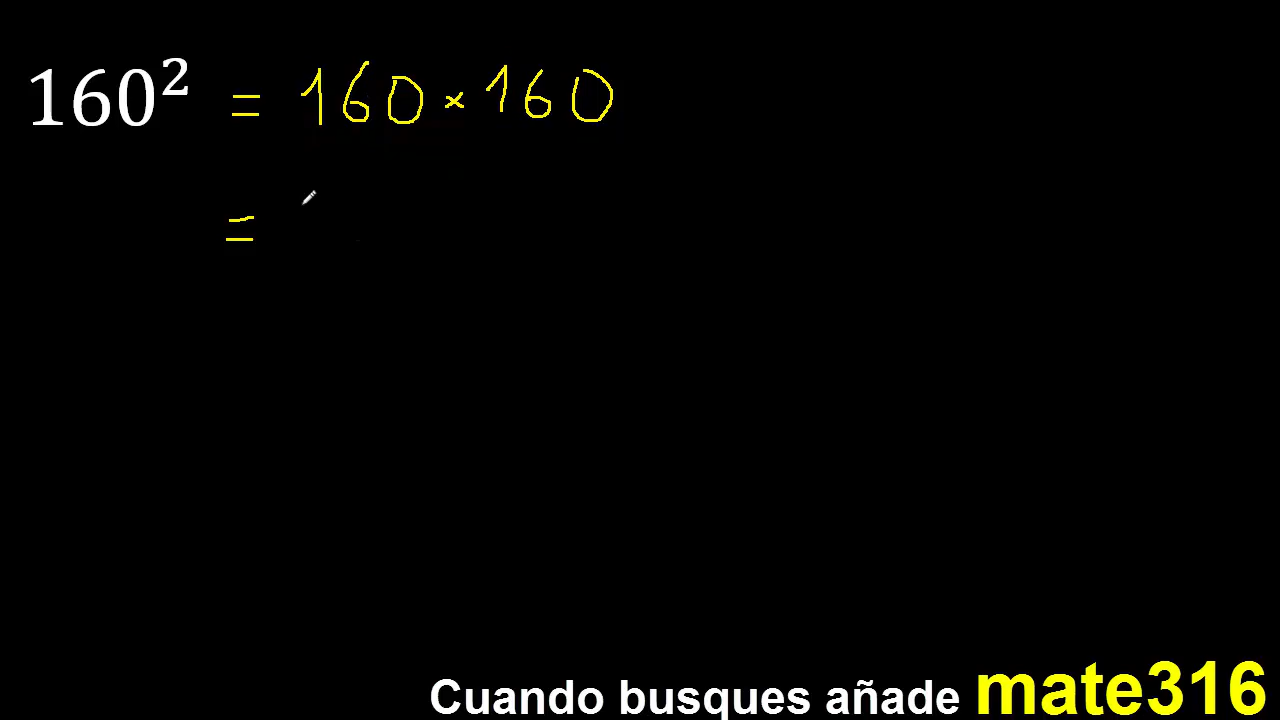 160² = 160 × 160
=
Cuando busques añade mate316